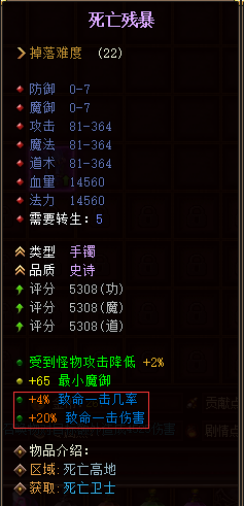 死亡残暴
掉落难度 (22)
防御 0-7
魔御 0-7
攻击 81-364
魔法 81-364
道术 81-364
血量 14560
法力 14560
需要转生：5
类型 手镯
品质 史诗
评分 5308(功)
评分 5308(魔)
评分 5308(道)
受到怪物攻击降低 +2%
+65 最小魔御
+4% 致命一击几率
+20% 致命一击伤害
物品介绍：
区域：死亡高地
获取：死亡卫士